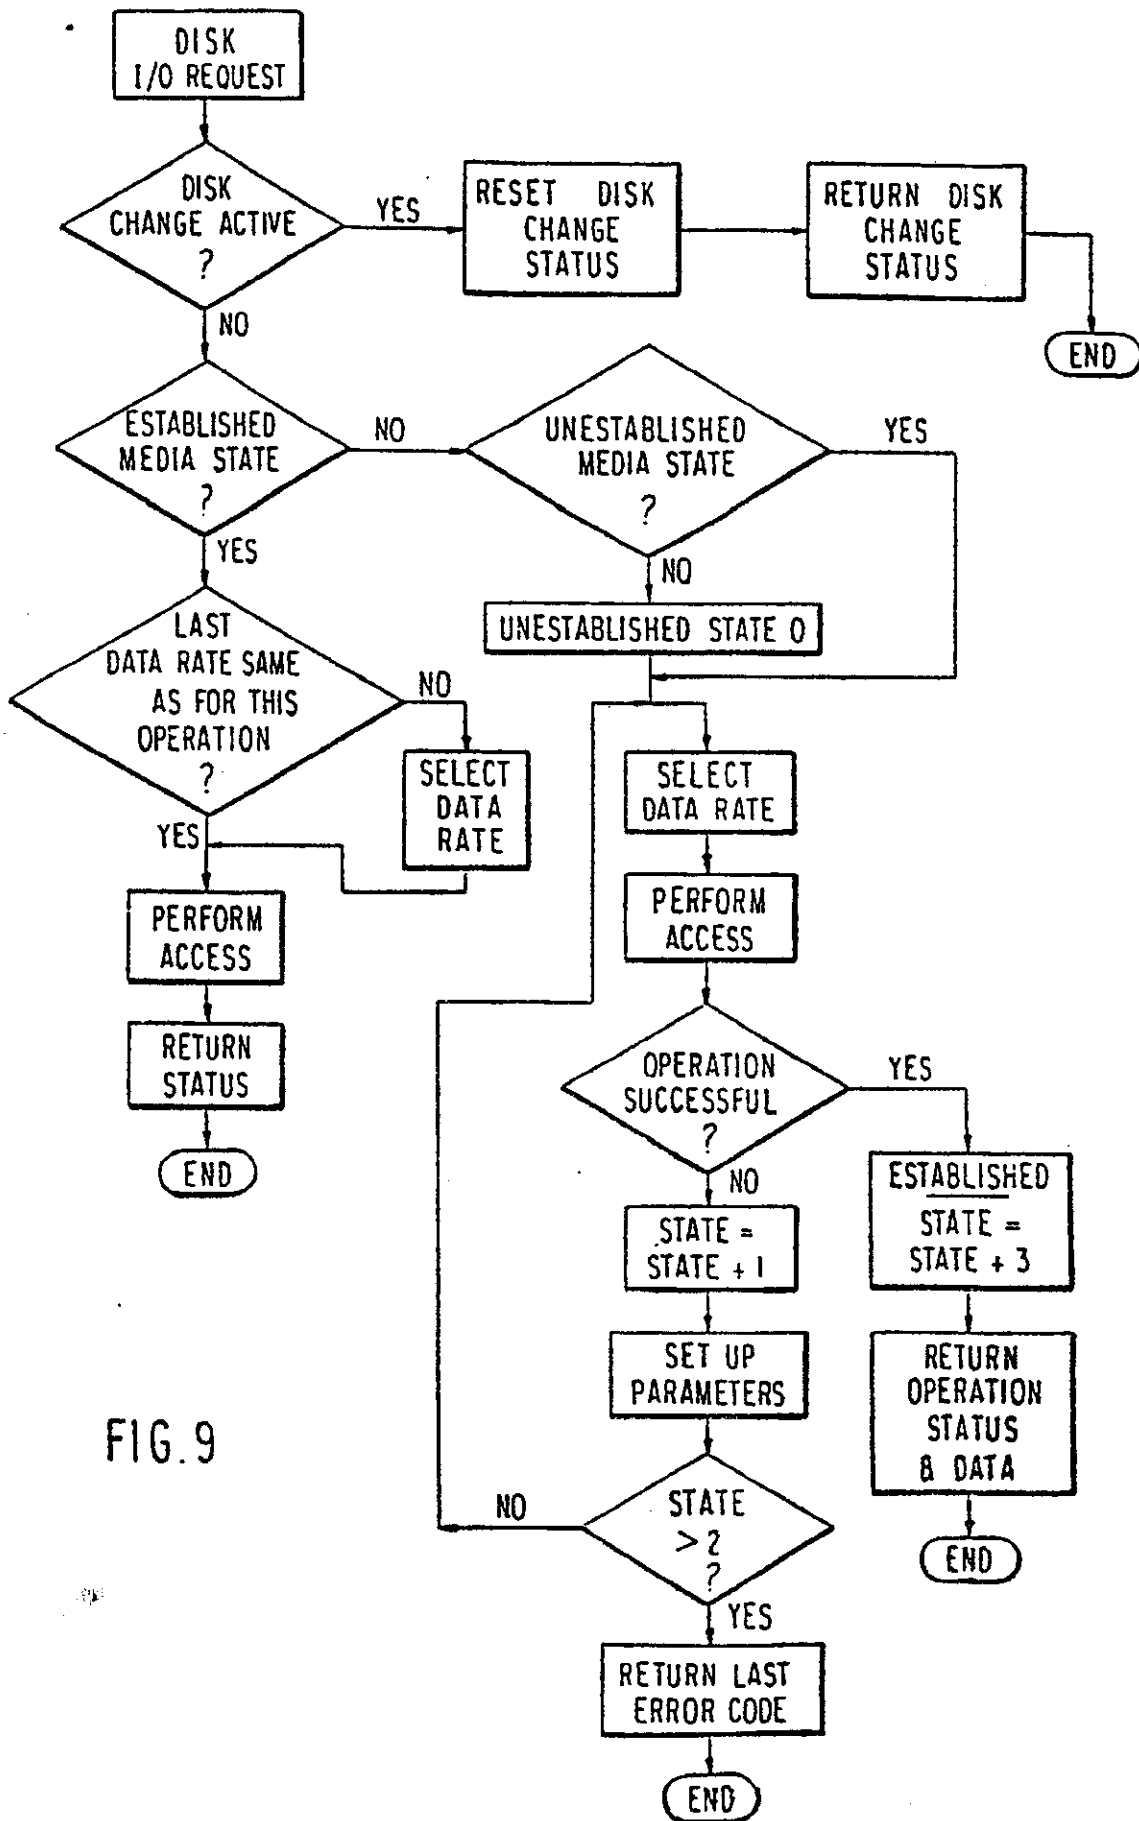 DISK
I/O REQUEST
DISK
CHANGE ACTIVE
?
YES
RESET DISK
CHANGE
STATUS
RETURN DISK
CHANGE
STATUS
END
NO
ESTABLISHED
MEDIA STATE
?
NO
UNESTABLISHED
MEDIA STATE
?
YES
YES
NO
UNESTABLISHED STATE 0
LAST
DATA RATE SAME
AS FOR THIS
OPERATION
?
NO
SELECT
DATA
RATE
YES
PERFORM
ACCESS
RETURN
STATUS
END
SELECT
DATA RATE
PERFORM
ACCESS
OPERATION
SUCCESSFUL
?
YES
NO
ESTABLISHED
STATE =
STATE + 3
STATE =
STATE + 1
SET UP
PARAMETERS
RETURN
OPERATION
STATUS
& DATA
END
STATE
> 2
?
NO
YES
RETURN LAST
ERROR CODE
END
FIG. 9